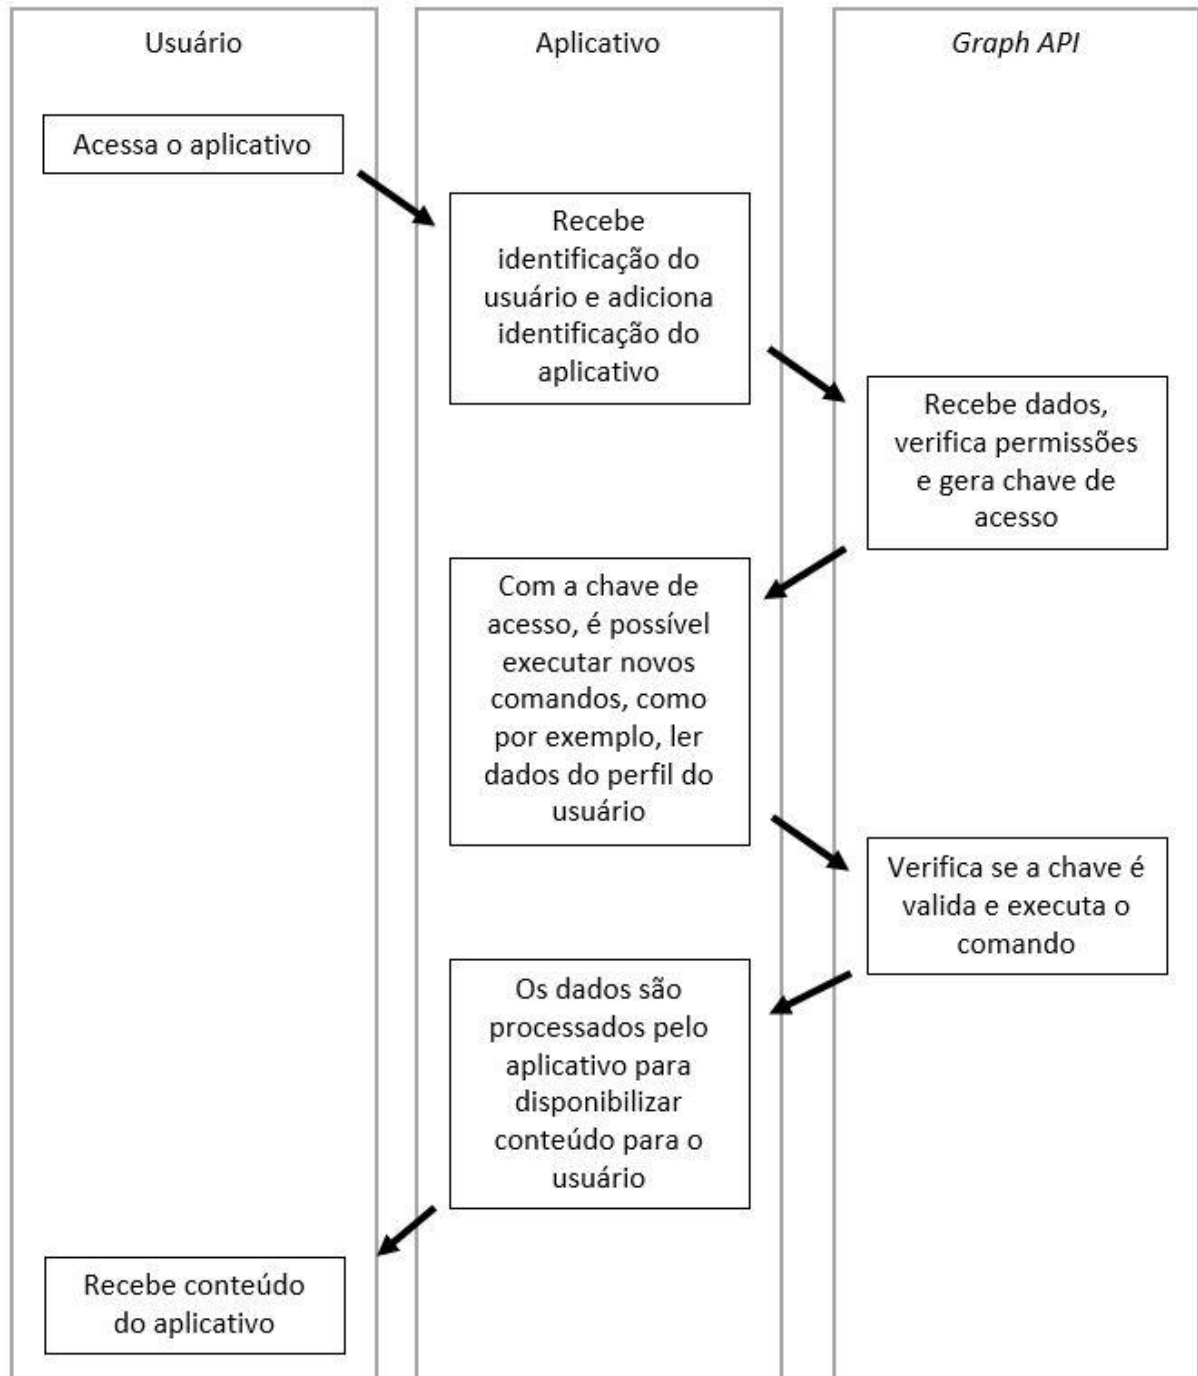 Usuário
Aplicativo
Graph API
Acessa o aplicativo
Recebe
identificação do
usuário e adiciona
identificação do
aplicativo
Recebe dados,
verifica permissões
e gera chave de
acesso
Com a chave de
acesso, é possível
executar novos
comandos, como
por exemplo, ler
dados do perfil do
usuário
Verifica se a chave é
valida e executa o
comando
Os dados são
processados pelo
aplicativo para
disponibilizar
conteúdo para o
usuário
Recebe conteúdo
do aplicativo